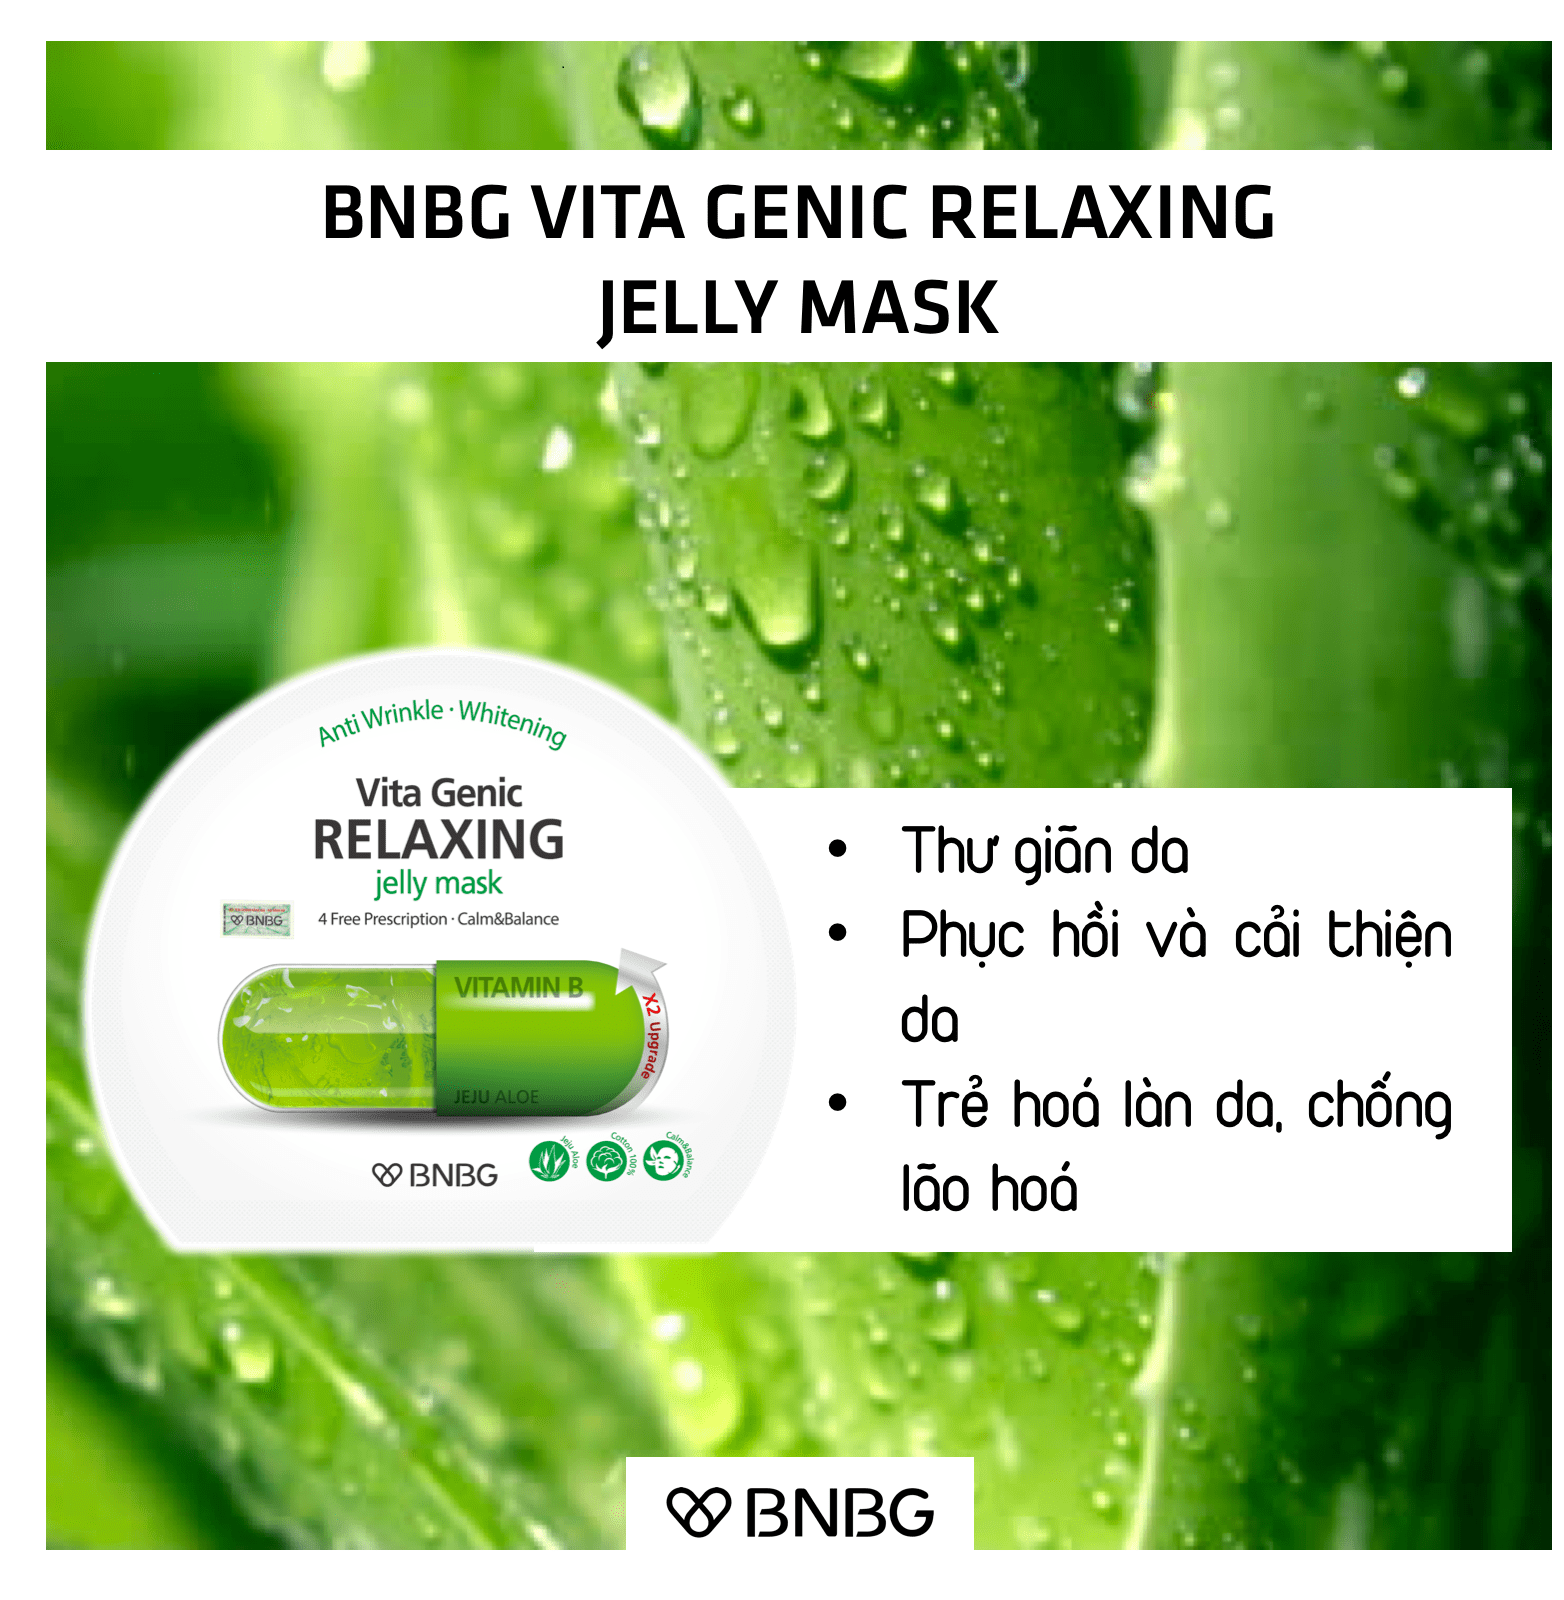 BNBG VITA GENIC RELAXING
JELLY MASK
Anti Wrinkle · Whitening
Vita Genic
RELAXING
jelly mask
BNBG
4 Free Prescription · Calm&Balance
VITAMIN B
X2 Upgrade
JEJU ALOE
BNBG
Jeju Aloe
Cotton 100%
Calm&Balance
• Thư giãn da
• Phục hồi và cải thiện
da
• Trẻ hoá làn da, chống
lão hoá
BNBG